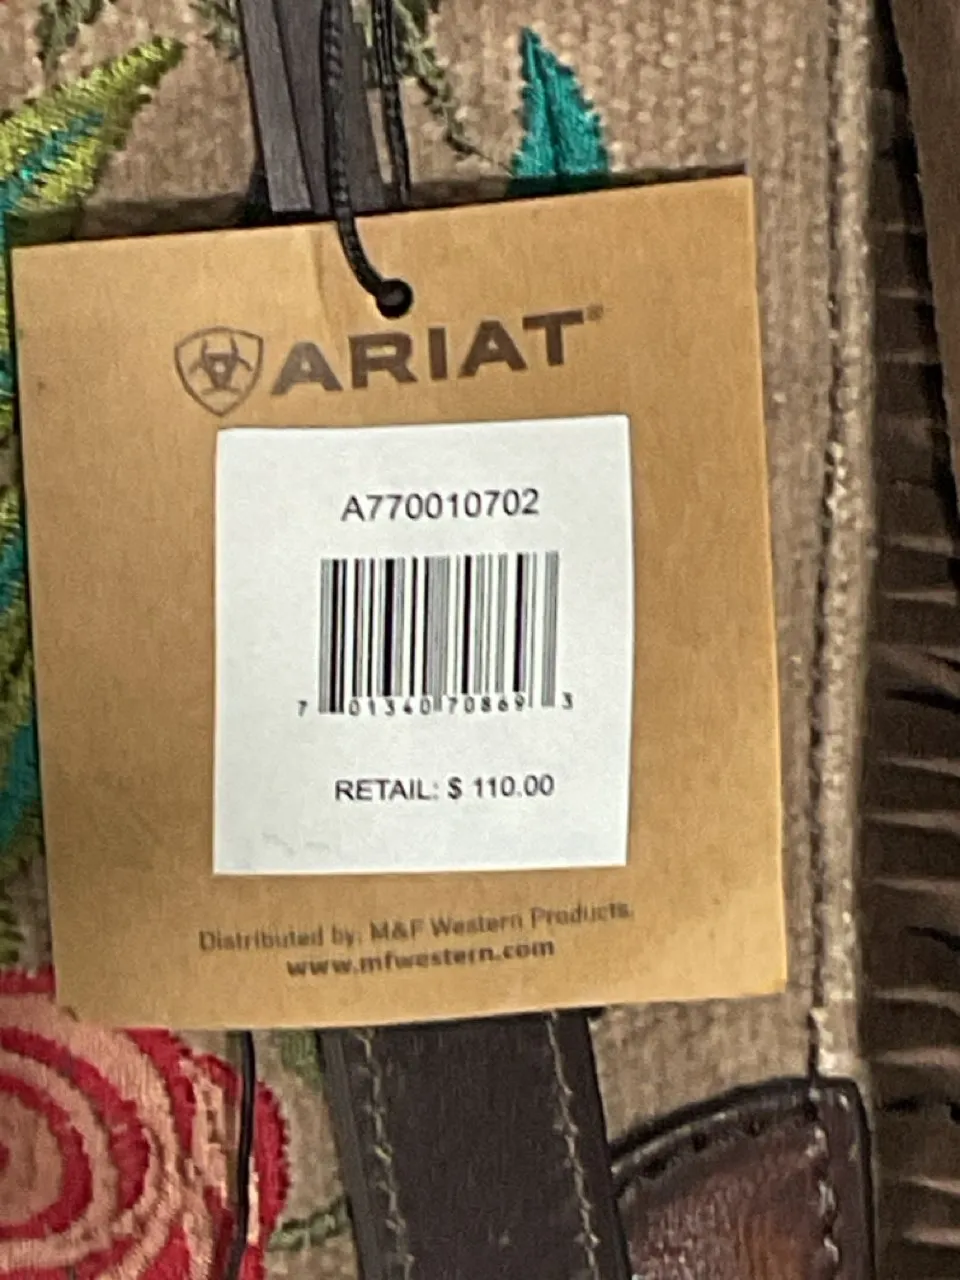 ARIAT®
A770010702
7 01340 70869 3
RETAIL: $ 110.00
Distributed by: M&F Western Products.
www.mfwestern.com